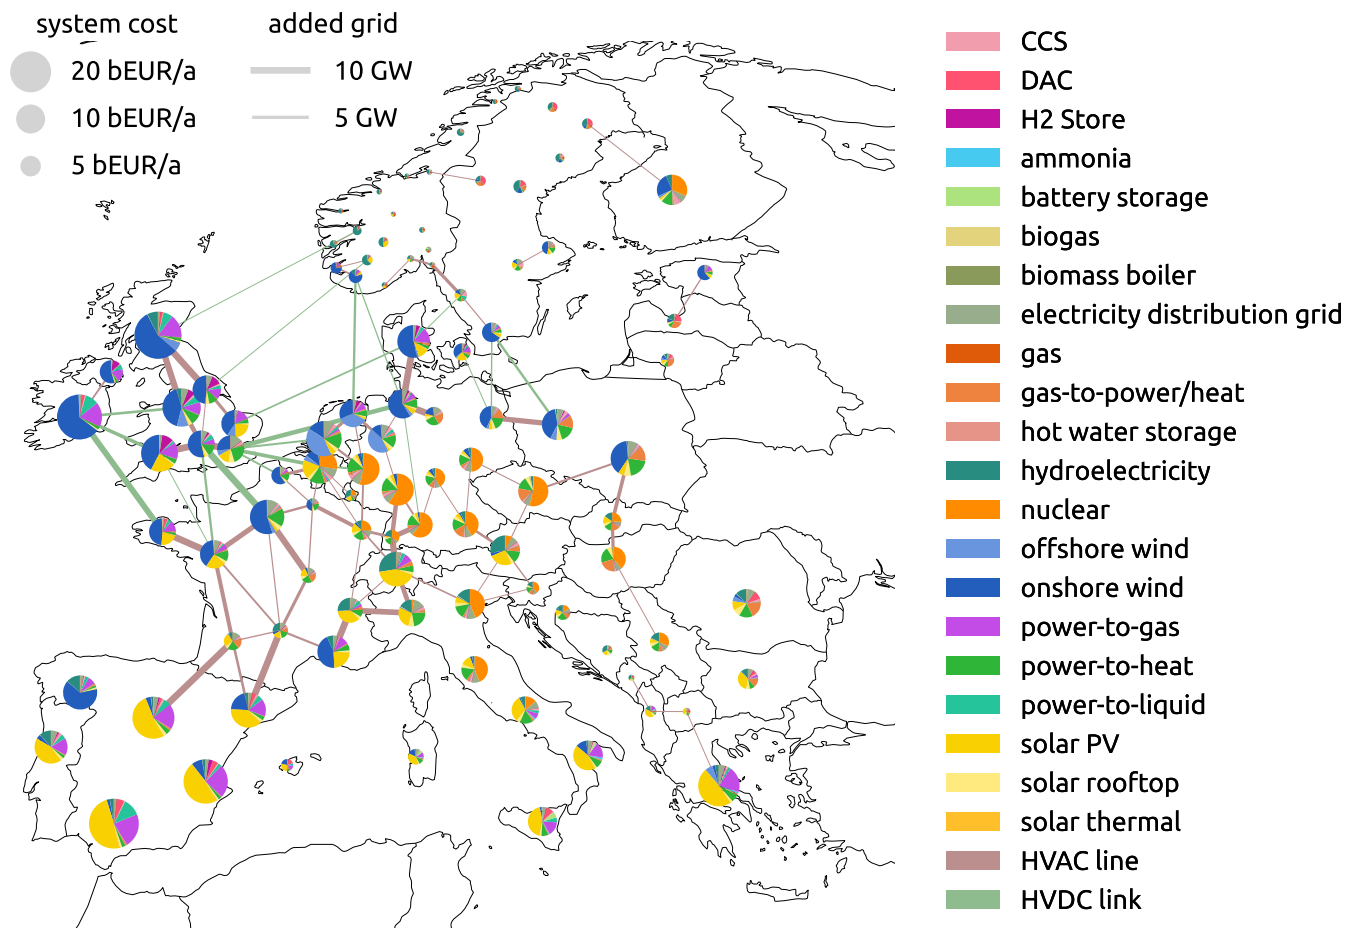 system cost
20 bEUR/a
10 bEUR/a
5 bEUR/a
added grid
10 GW
5 GW
CCS
DAC
H2 Store
ammonia
battery storage
biogas
biomass boiler
electricity distribution grid
gas
gas-to-power/heat
hot water storage
hydroelectricity
nuclear
offshore wind
onshore wind
power-to-gas
power-to-heat
power-to-liquid
solar PV
solar rooftop
solar thermal
HVAC line
HVDC link